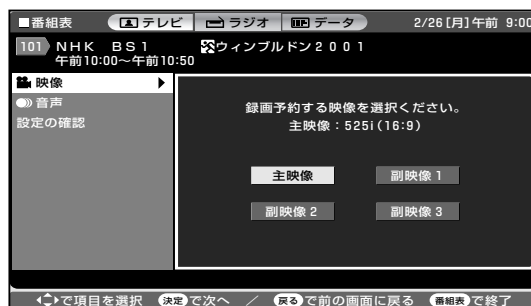 ■番組表 テレビ ラジオ データ 2/26[月]午前 9:00
101 NHK BS1 ウィンブルドン2001
午前10:00～午前10:50
映像
音声
設定の確認
録画予約する映像を選択ください。
主映像：525i(16:9)
主映像 副映像1
副映像2 副映像3
で項目を選択 決定で次へ ／ 戻るで前の画面に戻る 番組表で終了